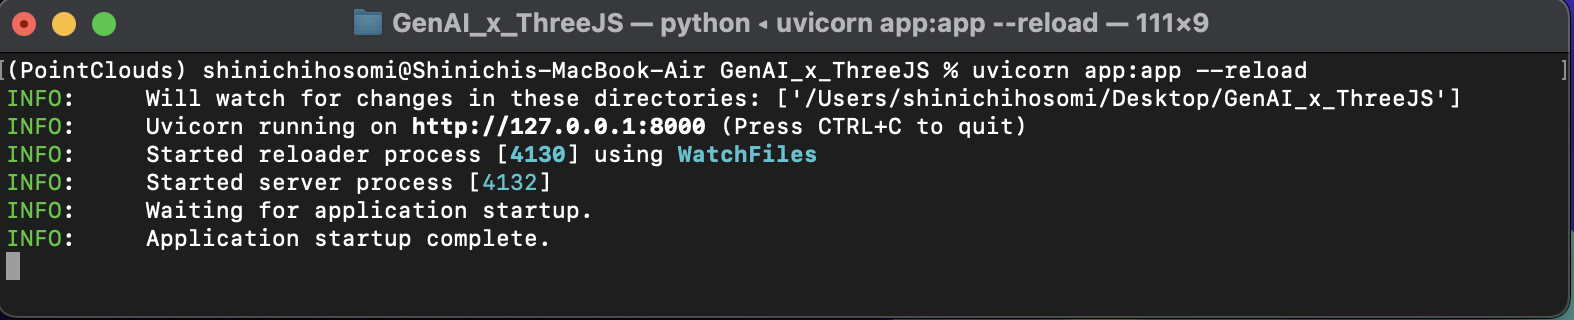 GenAI_x_ThreeJS — python ◂ uvicorn app:app --reload — 111×9
[(PointClouds) shinichihosomi@Shinichis-MacBook-Air GenAI_x_ThreeJS % uvicorn app:app --reload ]
INFO:     Will watch for changes in these directories: ['/Users/shinichihosomi/Desktop/GenAI_x_ThreeJS']
INFO:     Uvicorn running on http://127.0.0.1:8000 (Press CTRL+C to quit)
INFO:     Started reloader process [4130] using WatchFiles
INFO:     Started server process [4132]
INFO:     Waiting for application startup.
INFO:     Application startup complete.